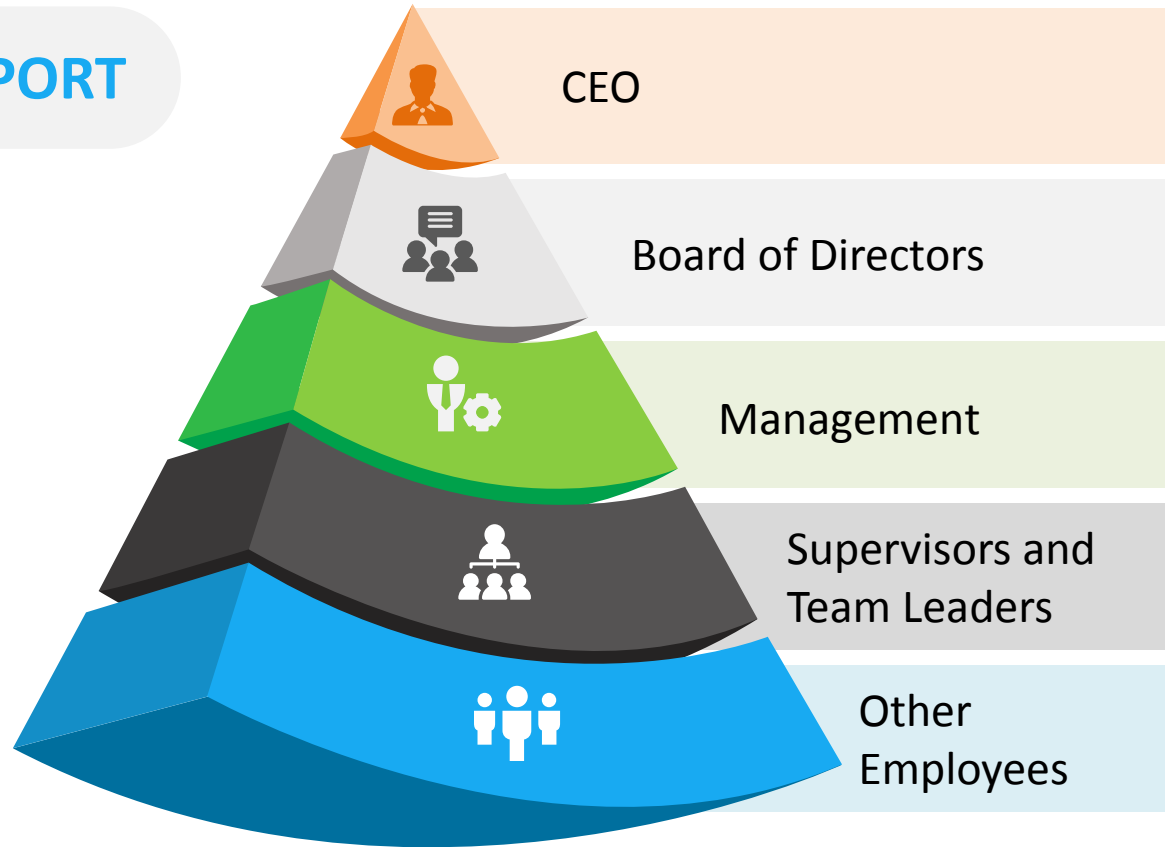 PORT
CEO
Board of Directors
Management
Supervisors and
Team Leaders
Other
Employees